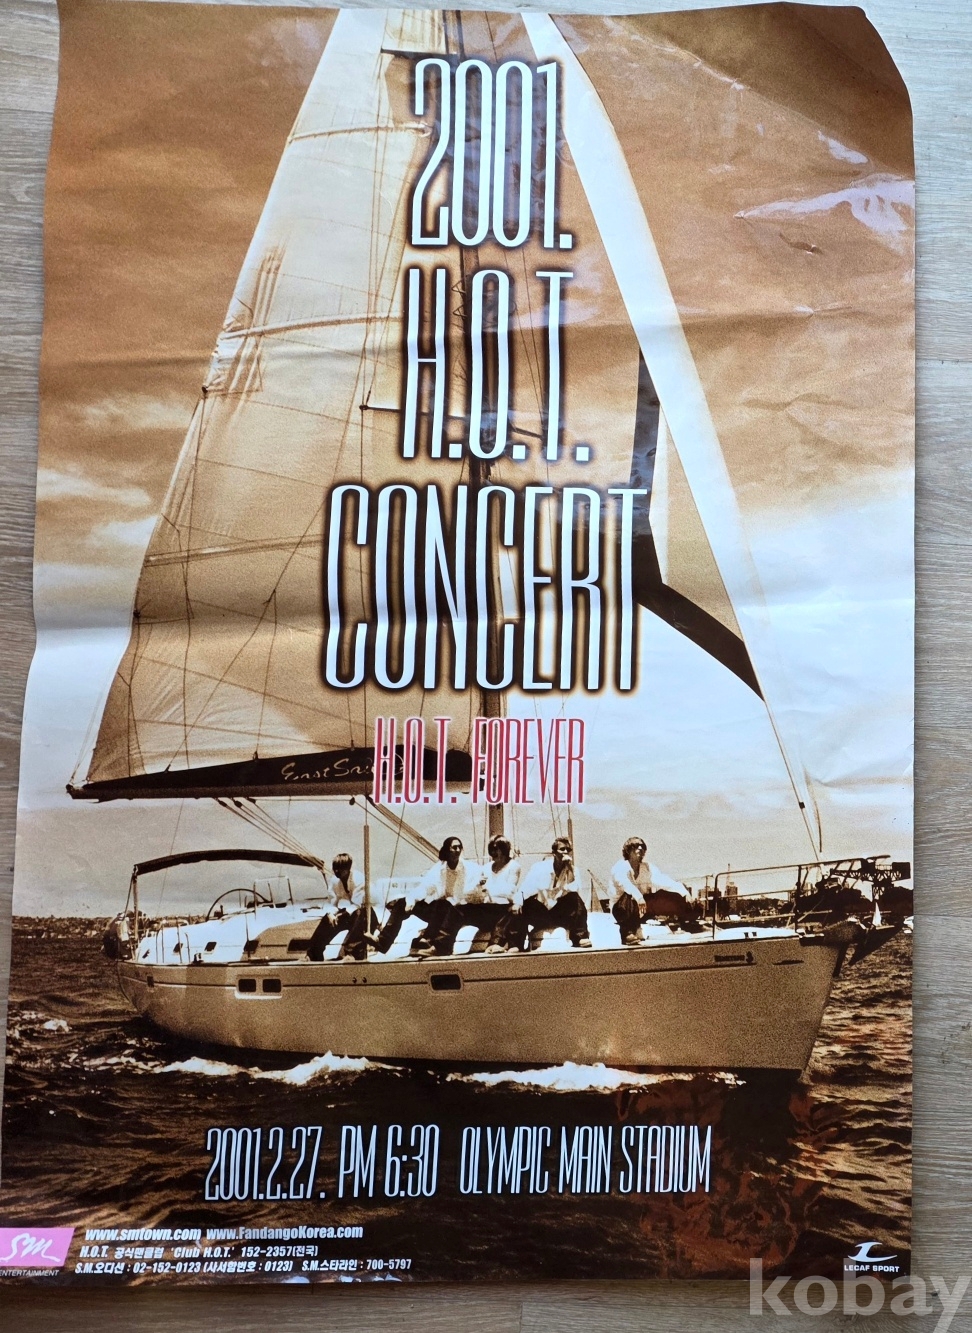 2001.
H.O.T.
CONCERT
H.O.T. FOREVER
2001.2.27. PM 6:30 OLYMPIC MAIN STADIUM
SM
ENTERTAINMENT
www.smtown.com www.FandangoKorea.com
H.O.T. 공식팬클럽 'Club H.O.T.' 152-2357(전국)
S.M.오디션 : 02-152-0123 (사서함번호 : 0123) S.M.스타라인 : 700-5797
LECAF SPORT
kobay